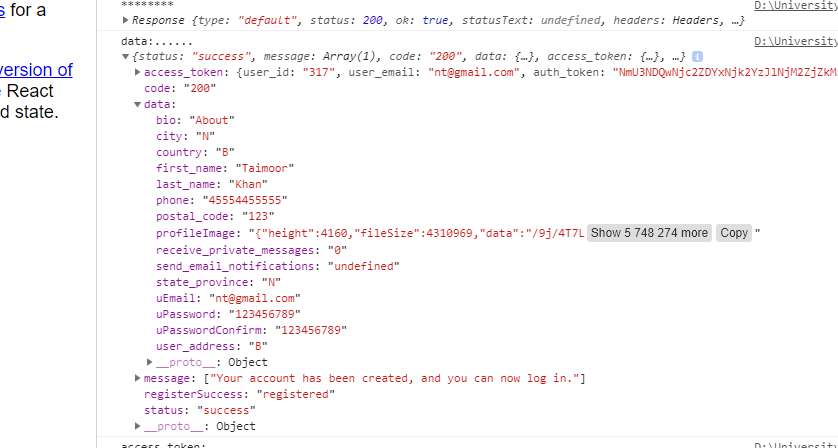 ********
D:\University
s for a
Response {type: "default", status: 200, ok: true, statusText: undefined, headers: Headers, …}
data:......
D:\University
{status: "success", message: Array(1), code: "200", data: {…}, access_token: {…}, …} i
version of
access_token: {user_id: "317", user_email: "nt@gmail.com", auth_token: "NmU3NDQwNjc2ZDYxNjk2YzJlNjM2ZjZkM
React
code: "200"
data:
d state.
bio: "About"
city: "N"
country: "B"
first_name: "Taimoor"
last_name: "Khan"
phone: "45554455555"
postal_code: "123"
profileImage: "{"height":4160,"fileSize":4310969,"data":"/9j/4T7L Show 5 748 274 more Copy "
receive_private_messages: "0"
send_email_notifications: "undefined"
state_province: "N"
uEmail: "nt@gmail.com"
uPassword: "123456789"
uPasswordConfirm: "123456789"
user_address: "B"
__proto__: Object
message: ["Your account has been created, and you can now log in."]
registerSuccess: "registered"
status: "success"
__proto__: Object
access_token:
D:\University